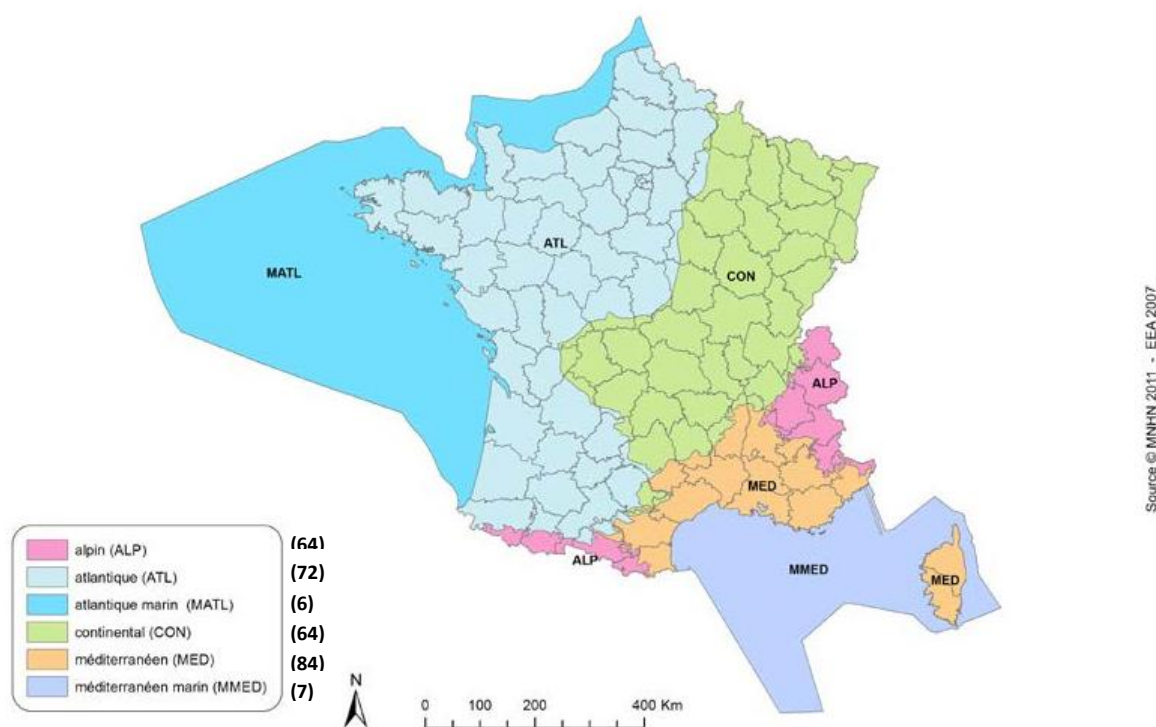 MATL
ATL
CON
ALP
MED
ALP
MMED
MED
alpin (ALP) (64)
atlantique (ATL) (72)
atlantique marin (MATL) (6)
continental (CON) (64)
méditerranéen (MED) (84)
méditerranéen marin (MMED) (7)
N
0 100 200 400 Km
Source © MNHN 2011 - EEA 2007